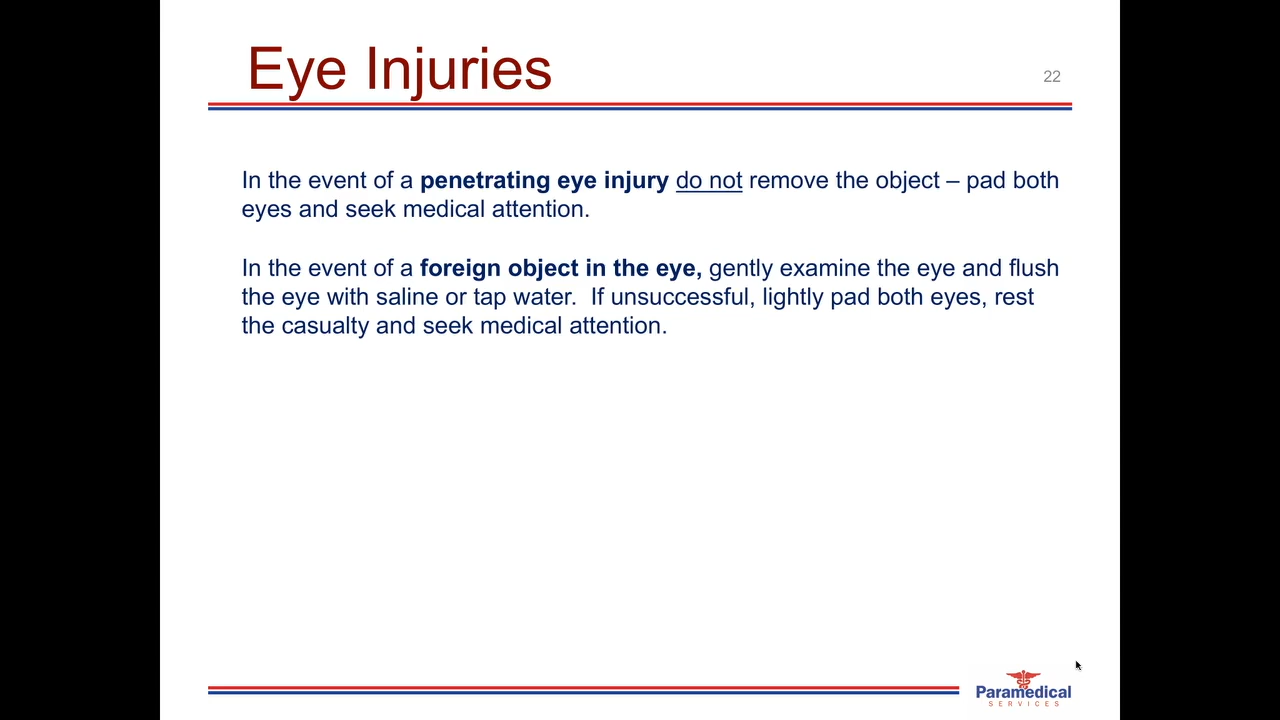 Eye Injuries
22
In the event of a penetrating eye injury do not remove the object – pad both
eyes and seek medical attention.
In the event of a foreign object in the eye, gently examine the eye and flush
the eye with saline or tap water.  If unsuccessful, lightly pad both eyes, rest
the casualty and seek medical attention.
Paramedical
SERVICES